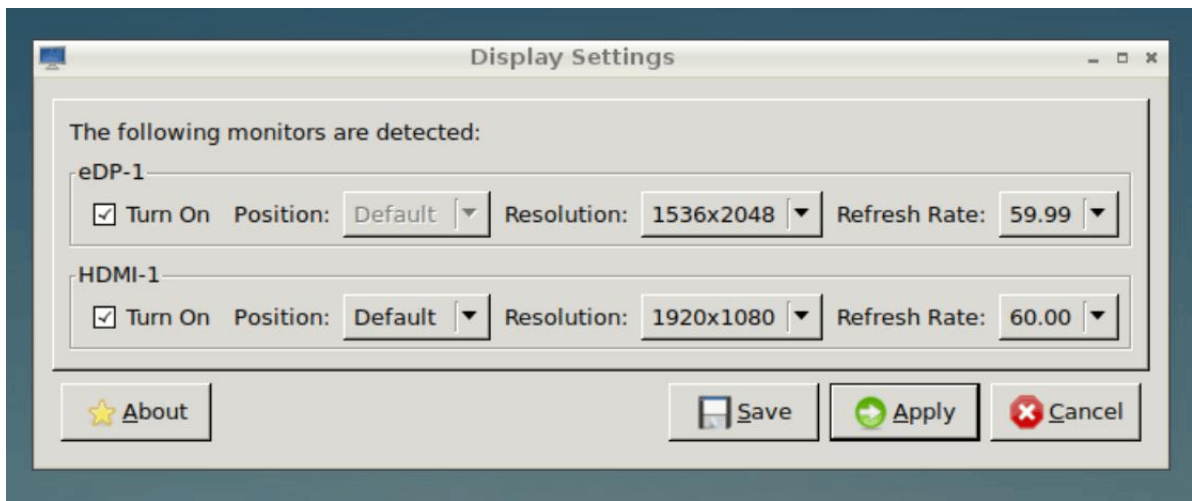 Display Settings
The following monitors are detected:
eDP-1
Turn On Position: Default Resolution: 1536x2048 Refresh Rate: 59.99
HDMI-1
Turn On Position: Default Resolution: 1920x1080 Refresh Rate: 60.00
About Save Apply Cancel